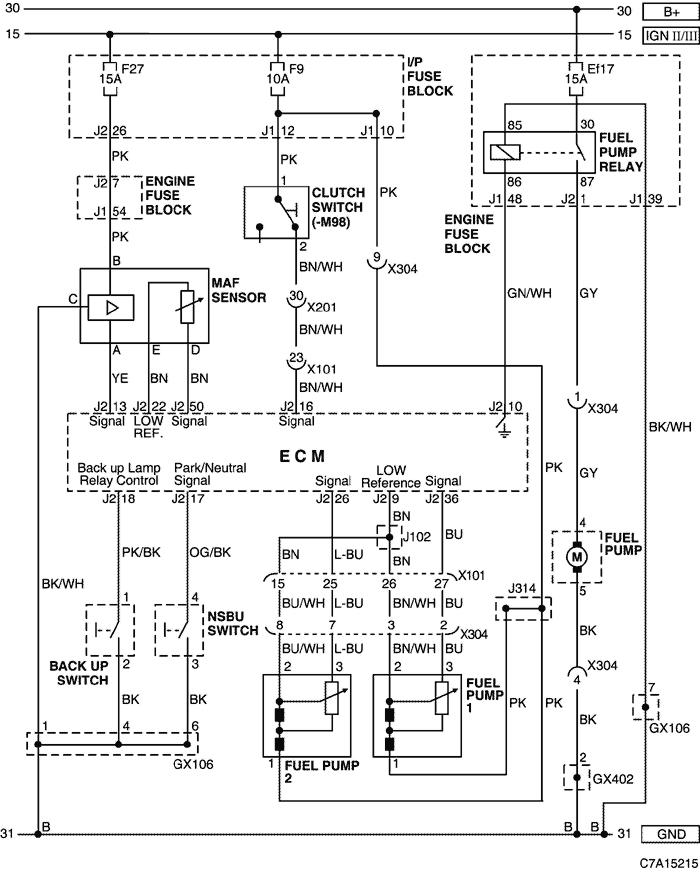 30
30
B+
15
15
IGN II/III
F27
15A
F9
10A
I/P
FUSE
BLOCK
Ef17
15A
J2 26
J1 12
J1 10
85
30
FUEL
PUMP
RELAY
86
87
PK
PK
PK
J2 7
ENGINE
FUSE
BLOCK
J1 54
1
CLUTCH
SWITCH
(-M98)
2
J1 48
J2 1
J1 39
ENGINE
FUSE
BLOCK
PK
B
BN/WH
9
X304
MAF
SENSOR
C
30
X201
GN/WH
GY
BN/WH
A
E
D
23
X101
YE
BN
BN
BN/WH
1
X304
J2 13
J2 22
J2 50
J2 16
J2 10
Signal
LOW
REF.
Signal
Signal
BK/WH
ECM
Back up Lamp
Relay Control
Park/Neutral
Signal
Signal
LOW
Reference
Signal
PK
GY
J2 18
J2 17
J2 26
J2 9
J2 36
BN
4
FUEL
PUMP
M
5
PK/BK
OG/BK
BN
L-BU
J102
BN
BU
BK/WH
15
25
26
27
X101
J314
1
4
NSBU
SWITCH
BU/WH
L-BU
BN/WH
BU
8
7
3
2
X304
BK
BACK UP
SWITCH
2
3
BU/WH
L-BU
BN/WH
BU
X304
4
2
3
2
3
FUEL
PUMP
1
BK
BK
PK
PK
BK
7
GX106
1
4
6
GX106
1
FUEL PUMP
2
1
2
GX402
31
B
B
B
31
GND
C7A15215